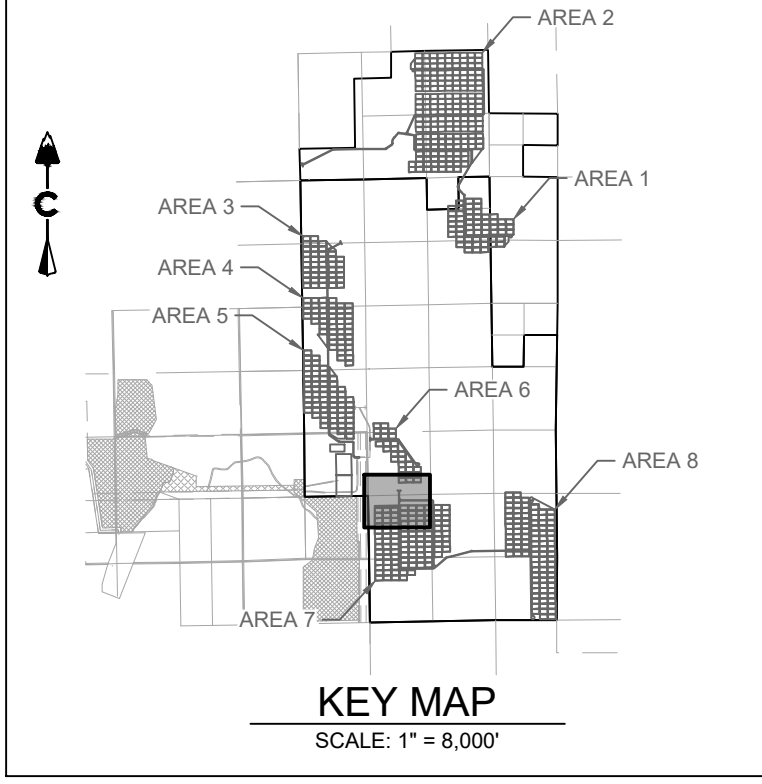 AREA 2
AREA 1
AREA 3
AREA 4
AREA 5
AREA 6
AREA 8
AREA 7
KEY MAP
SCALE: 1" = 8,000'